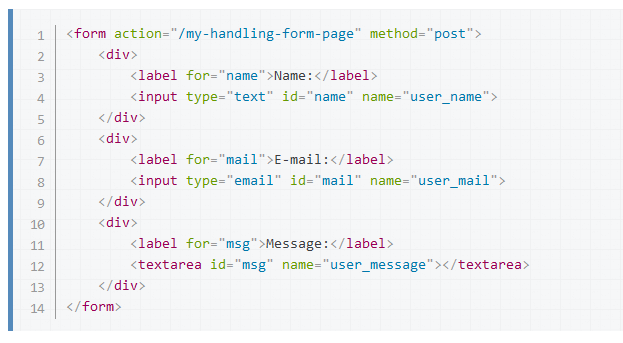 1 <form action="/my-handling-form-page" method="post">
2     <div>
3         <label for="name">Name:</label>
4         <input type="text" id="name" name="user_name">
5     </div>
6     <div>
7         <label for="mail">E-mail:</label>
8         <input type="email" id="mail" name="user_mail">
9     </div>
10     <div>
11         <label for="msg">Message:</label>
12         <textarea id="msg" name="user_message"></textarea>
13     </div>
14 </form>